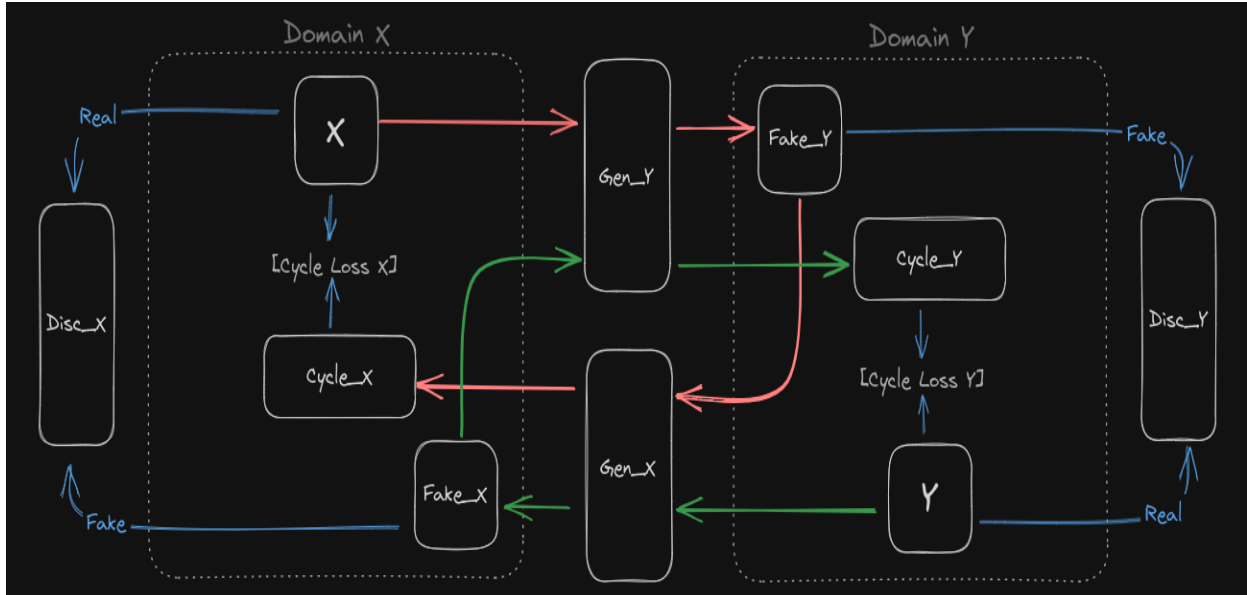 Domain X
Domain Y
Real
X
Gen_Y
Fake_Y
Fake
[Cycle Loss X]
Cycle_Y
Disc_X
Disc_Y
Cycle_X
[Cycle Loss Y]
Gen_X
Fake_X
Y
Fake
Real